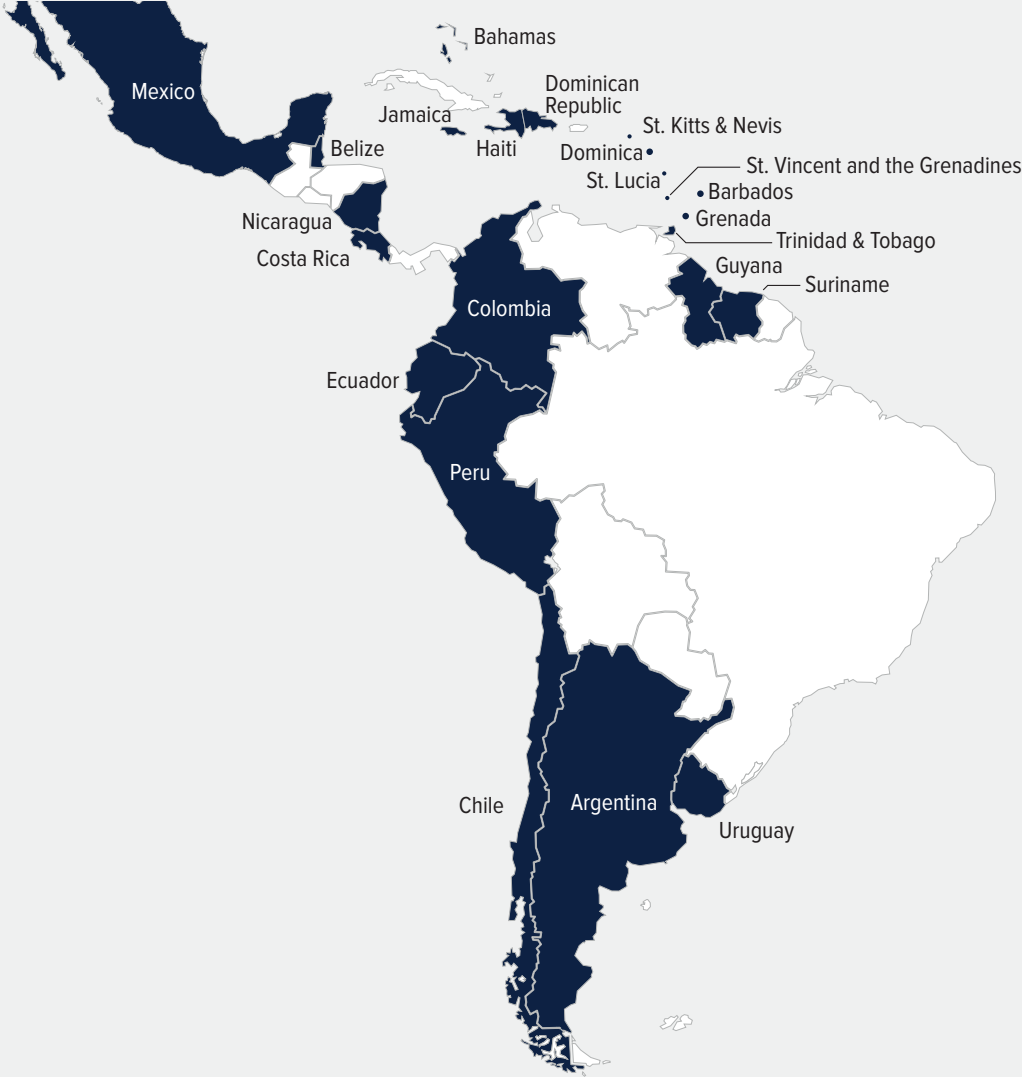 Bahamas
Mexico
Dominican
Republic
Jamaica
St. Kitts & Nevis
Haiti
Belize
Dominica
St. Vincent and the Grenadines
St. Lucia
Barbados
Nicaragua
Grenada
Costa Rica
Trinidad & Tobago
Guyana
Suriname
Colombia
Ecuador
Peru
Chile
Argentina
Uruguay